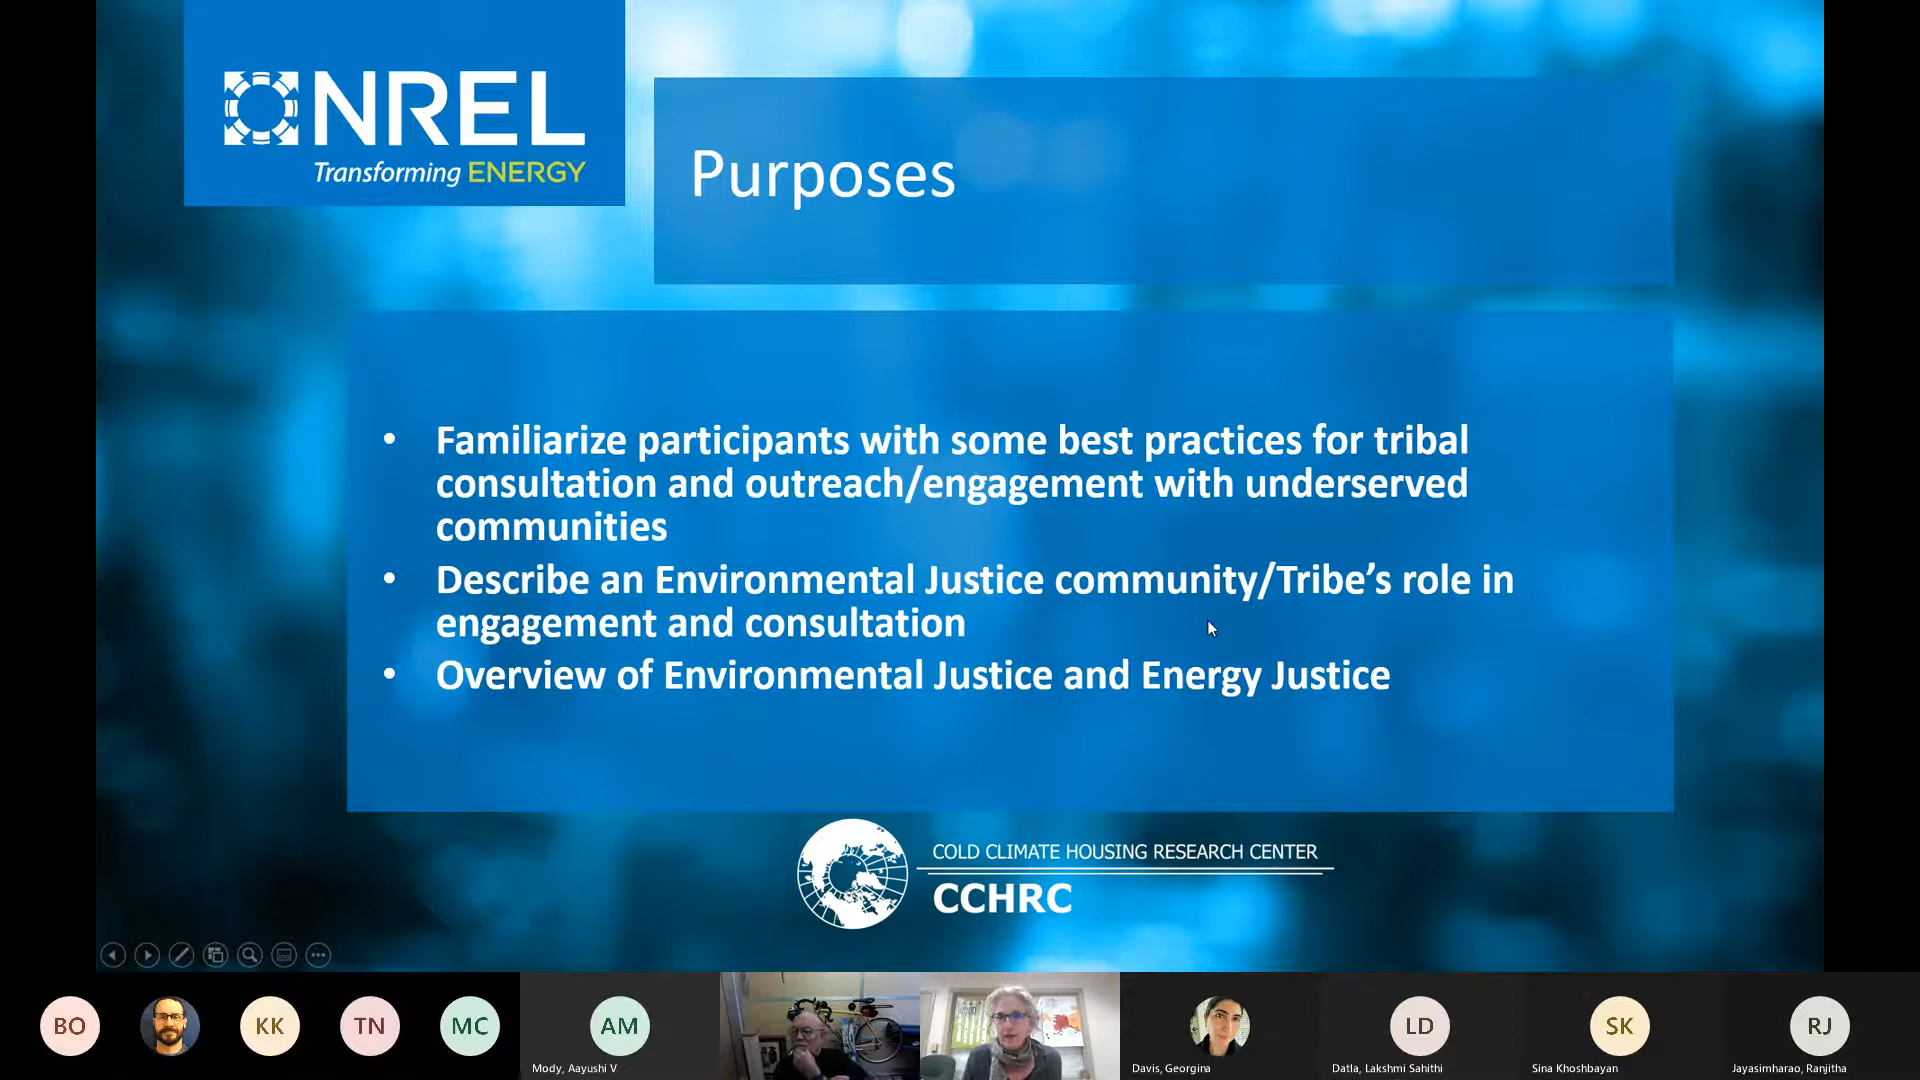 NREL
Transforming ENERGY
Purposes
• Familiarize participants with some best practices for tribal
consultation and outreach/engagement with underserved
communities
• Describe an Environmental Justice community/Tribe’s role in
engagement and consultation
• Overview of Environmental Justice and Energy Justice
COLD CLIMATE HOUSING RESEARCH CENTER
CCHRC
BO
KK
TN
MC
AM
LD
SK
RJ
Mody, Aayushi V
Davis, Georgina
Datla, Lakshmi Sahithi
Sina Khoshbayan
Jayasimharao, Ranjitha